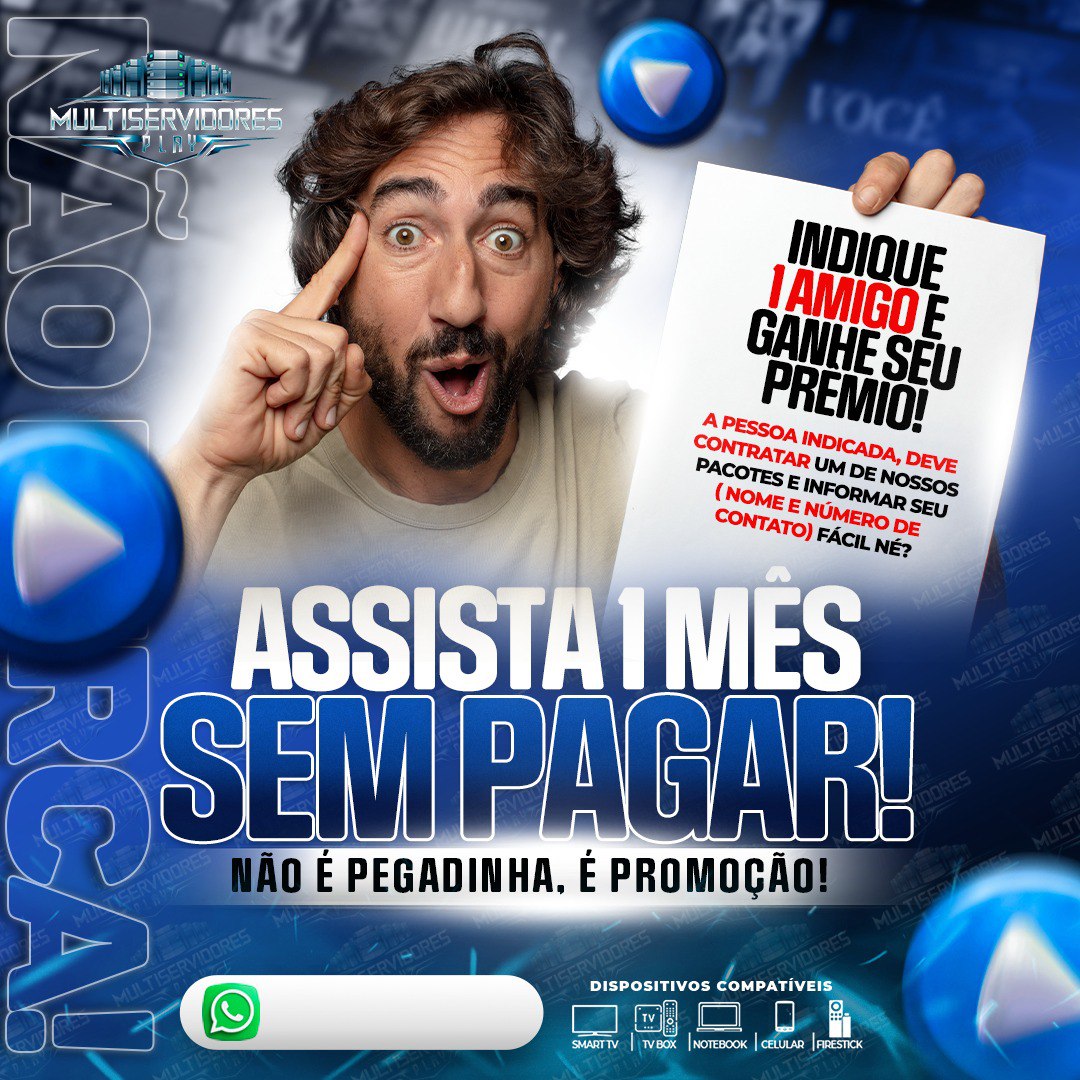 MULTISERVIDORES
PLAY
VOCÊ
INDIQUE
1 AMIGO E
GANHE SEU
PREMIO!
A PESSOA INDICADA, DEVE
CONTRATAR UM DE NOSSOS
PACOTES E INFORMAR SEU
( NOME E NÚMERO DE
CONTATO) FÁCIL NÉ?
ASSISTA 1 MÊS
SEM PAGAR!
NÃO É PEGADINHA, É PROMOÇÃO!
DISPOSITIVOS COMPATÍVEIS
TV
SMART TV | TV BOX | NOTEBOOK | CELULAR | FIRESTICK